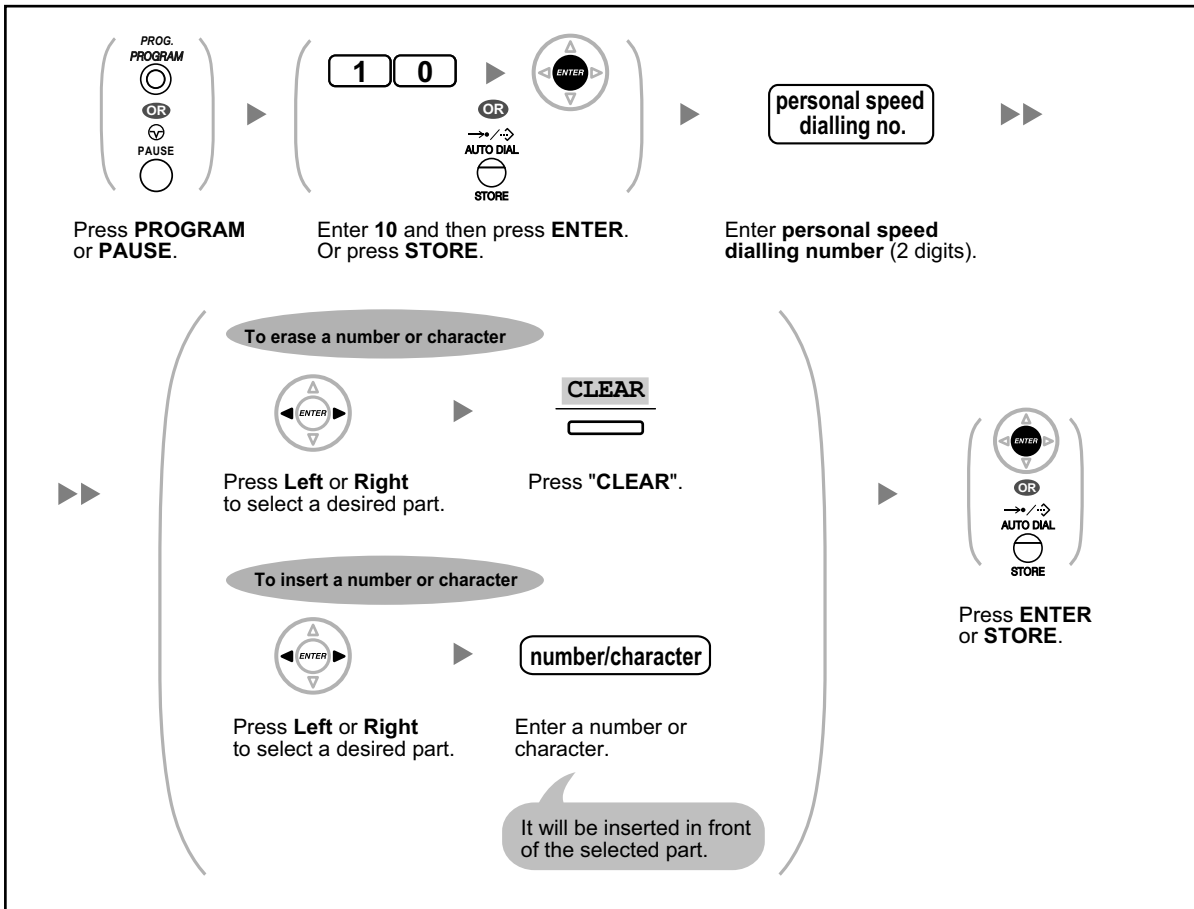 PROG.
PROGRAM
OR
PAUSE
Press PROGRAM
or PAUSE.
1 0
ENTER
OR
AUTO DIAL
STORE
Enter 10 and then press ENTER.
Or press STORE.
personal speed
dialling no.
Enter personal speed
dialling number (2 digits).
To erase a number or character
ENTER
Press Left or Right
to select a desired part.
CLEAR
Press "CLEAR".
To insert a number or character
ENTER
Press Left or Right
to select a desired part.
number/character
Enter a number or
character.
It will be inserted in front
of the selected part.
ENTER
OR
AUTO DIAL
STORE
Press ENTER
or STORE.